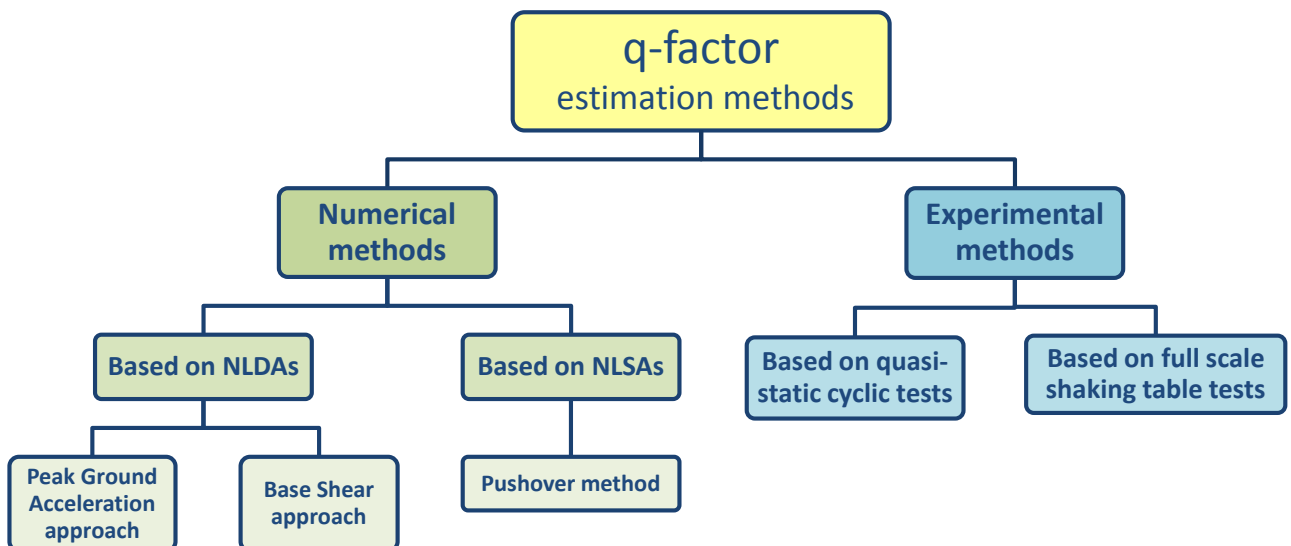 q-factor
estimation methods
Numerical
methods
Experimental
methods
Based on NLDAs
Based on NLSAs
Based on quasi-
static cyclic tests
Based on full scale
shaking table tests
Peak Ground
Acceleration
approach
Base Shear
approach
Pushover method